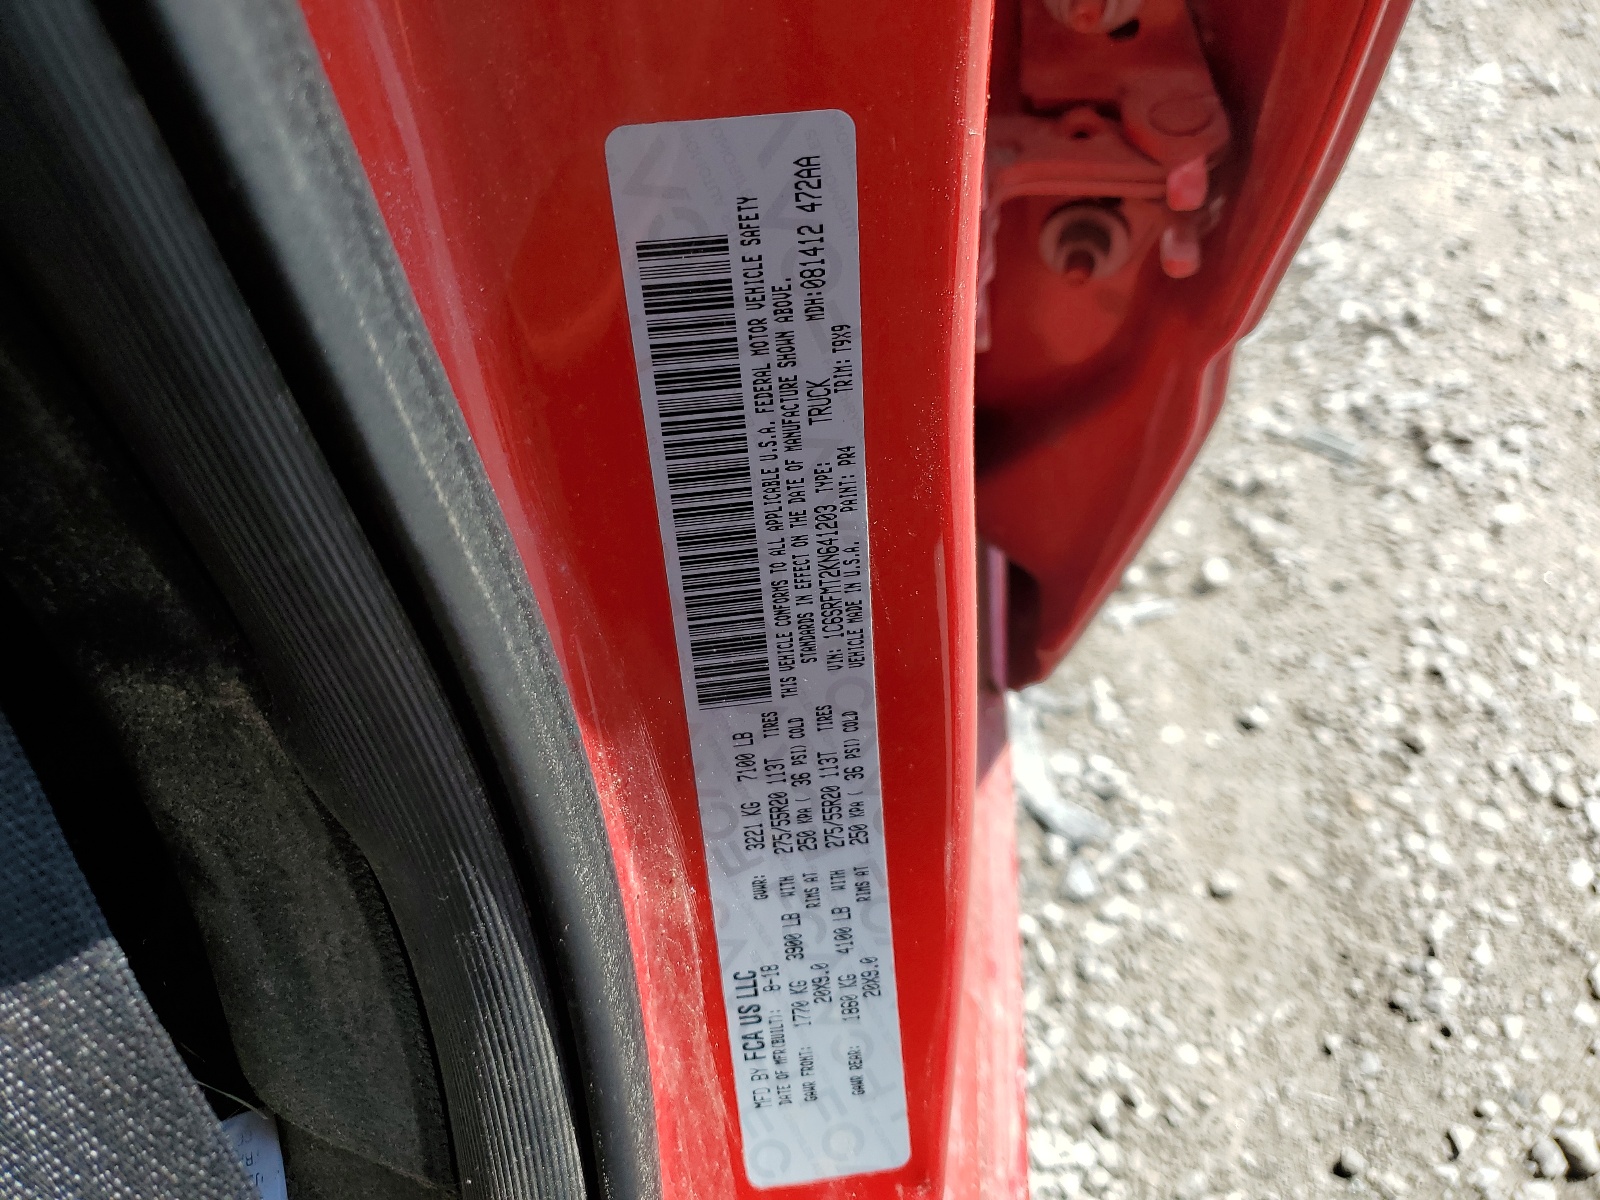 MFD BY FCA US LLC
DATE OF MFR(BUILT): 8-18 GVWR: 3221 KG 7100 LB
GAWR FRONT: 1770 KG 3900 LB WITH 275/55R20 113T TIRES
20X9.0 RIMS AT 250 KPA ( 36 PSI) COLD
GAWR REAR: 1860 KG 4100 LB WITH 275/55R20 113T TIRES
20X9.0 RIMS AT 250 KPA ( 36 PSI) COLD
THIS VEHICLE CONFORMS TO ALL APPLICABLE U.S.A. FEDERAL MOTOR VEHICLE SAFETY
STANDARDS IN EFFECT ON THE DATE OF MANUFACTURE SHOWN ABOVE.
MDH:081412 472AA
VIN: 1C6SRFMT2KN641203 TYPE: TRUCK
VEHICLE MADE IN U.S.A. PAINT: PR4 TRIM: T9X9